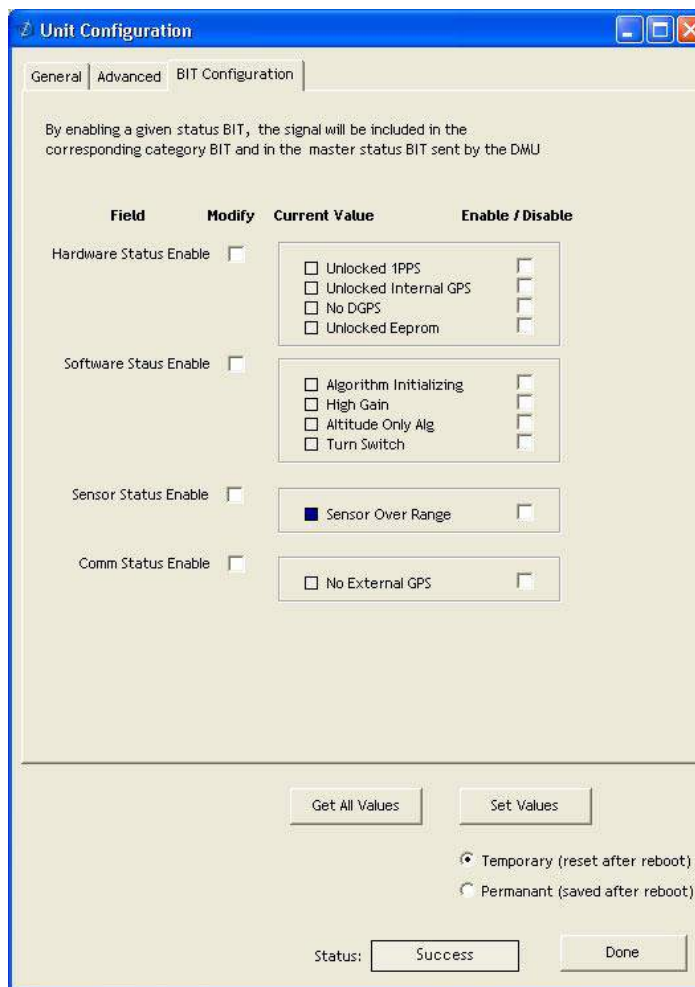 Unit Configuration
General Advanced BIT Configuration
By enabling a given status BIT, the signal will be included in the
corresponding category BIT and in the master status BIT sent by the DMU
Field Modify Current Value Enable / Disable
Hardware Status Enable
Unlocked 1PPS
Unlocked Internal GPS
No DGPS
Unlocked Eeprom
Software Staus Enable
Algorithm Initializing
High Gain
Altitude Only Alg
Turn Switch
Sensor Status Enable
Sensor Over Range
Comm Status Enable
No External GPS
Get All Values Set Values
Temporary (reset after reboot)
Permanant (saved after reboot)
Status: Success Done